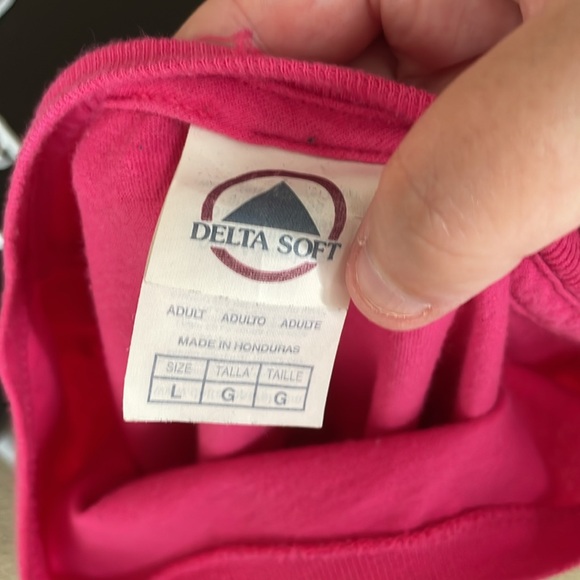 DELTA SOFT
ADULT ADULTO ADULTE
MADE IN HONDURAS
SIZE TALLA TAILLE
L G G